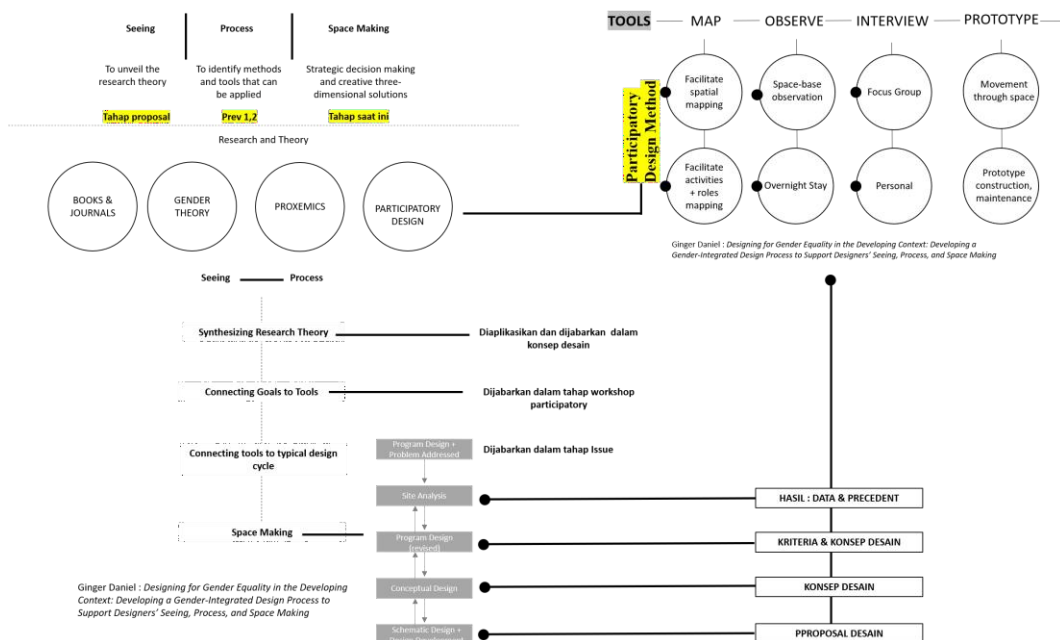 Seeing
Process
Space Making
To unveil the
research theory
To identify methods
and tools that can
be applied
Strategic decision making
and creative three-
dimensional solutions
Tahap proposal
Prev 1,2
Tahap saat ini
Research and Theory
BOOKS &
JOURNALS
GENDER
THEORY
PROXEMICS
PARTICIPATORY
DESIGN
TOOLS
MAP
OBSERVE
INTERVIEW
PROTOTYPE
Participatory
Design Method
Facilitate
spatial
mapping
Space-base
observation
Focus Group
Movement
through space
Facilitate
activities
+ roles
mapping
Overnight Stay
Personal
Prototype
construction,
maintenance
Ginger Daniel : Designing for Gender Equality in the Developing Context: Developing a
Gender-Integrated Design Process to Support Designers' Seeing, Process, and Space Making
Seeing
Process
Synthesizing Research Theory
Diaplikasikan dan dijabarkan dalam
konsep desain
Connecting Goals to Tools
Dijabarkan dalam tahap workshop
participatory
Connecting tools to typical design
cycle
Program Design +
Problem Addressed
Dijabarkan dalam tahap Issue
Site Analysis
HASIL : DATA & PRECEDENT
Space Making
Program Design
[revised]
KRITERIA & KONSEP DESAIN
Conceptual Design
KONSEP DESAIN
Ginger Daniel : Designing for Gender Equality in the Developing
Context: Developing a Gender-Integrated Design Process to
Support Designers' Seeing, Process, and Space Making
Schematic Design +
PPROPOSAL DESAIN